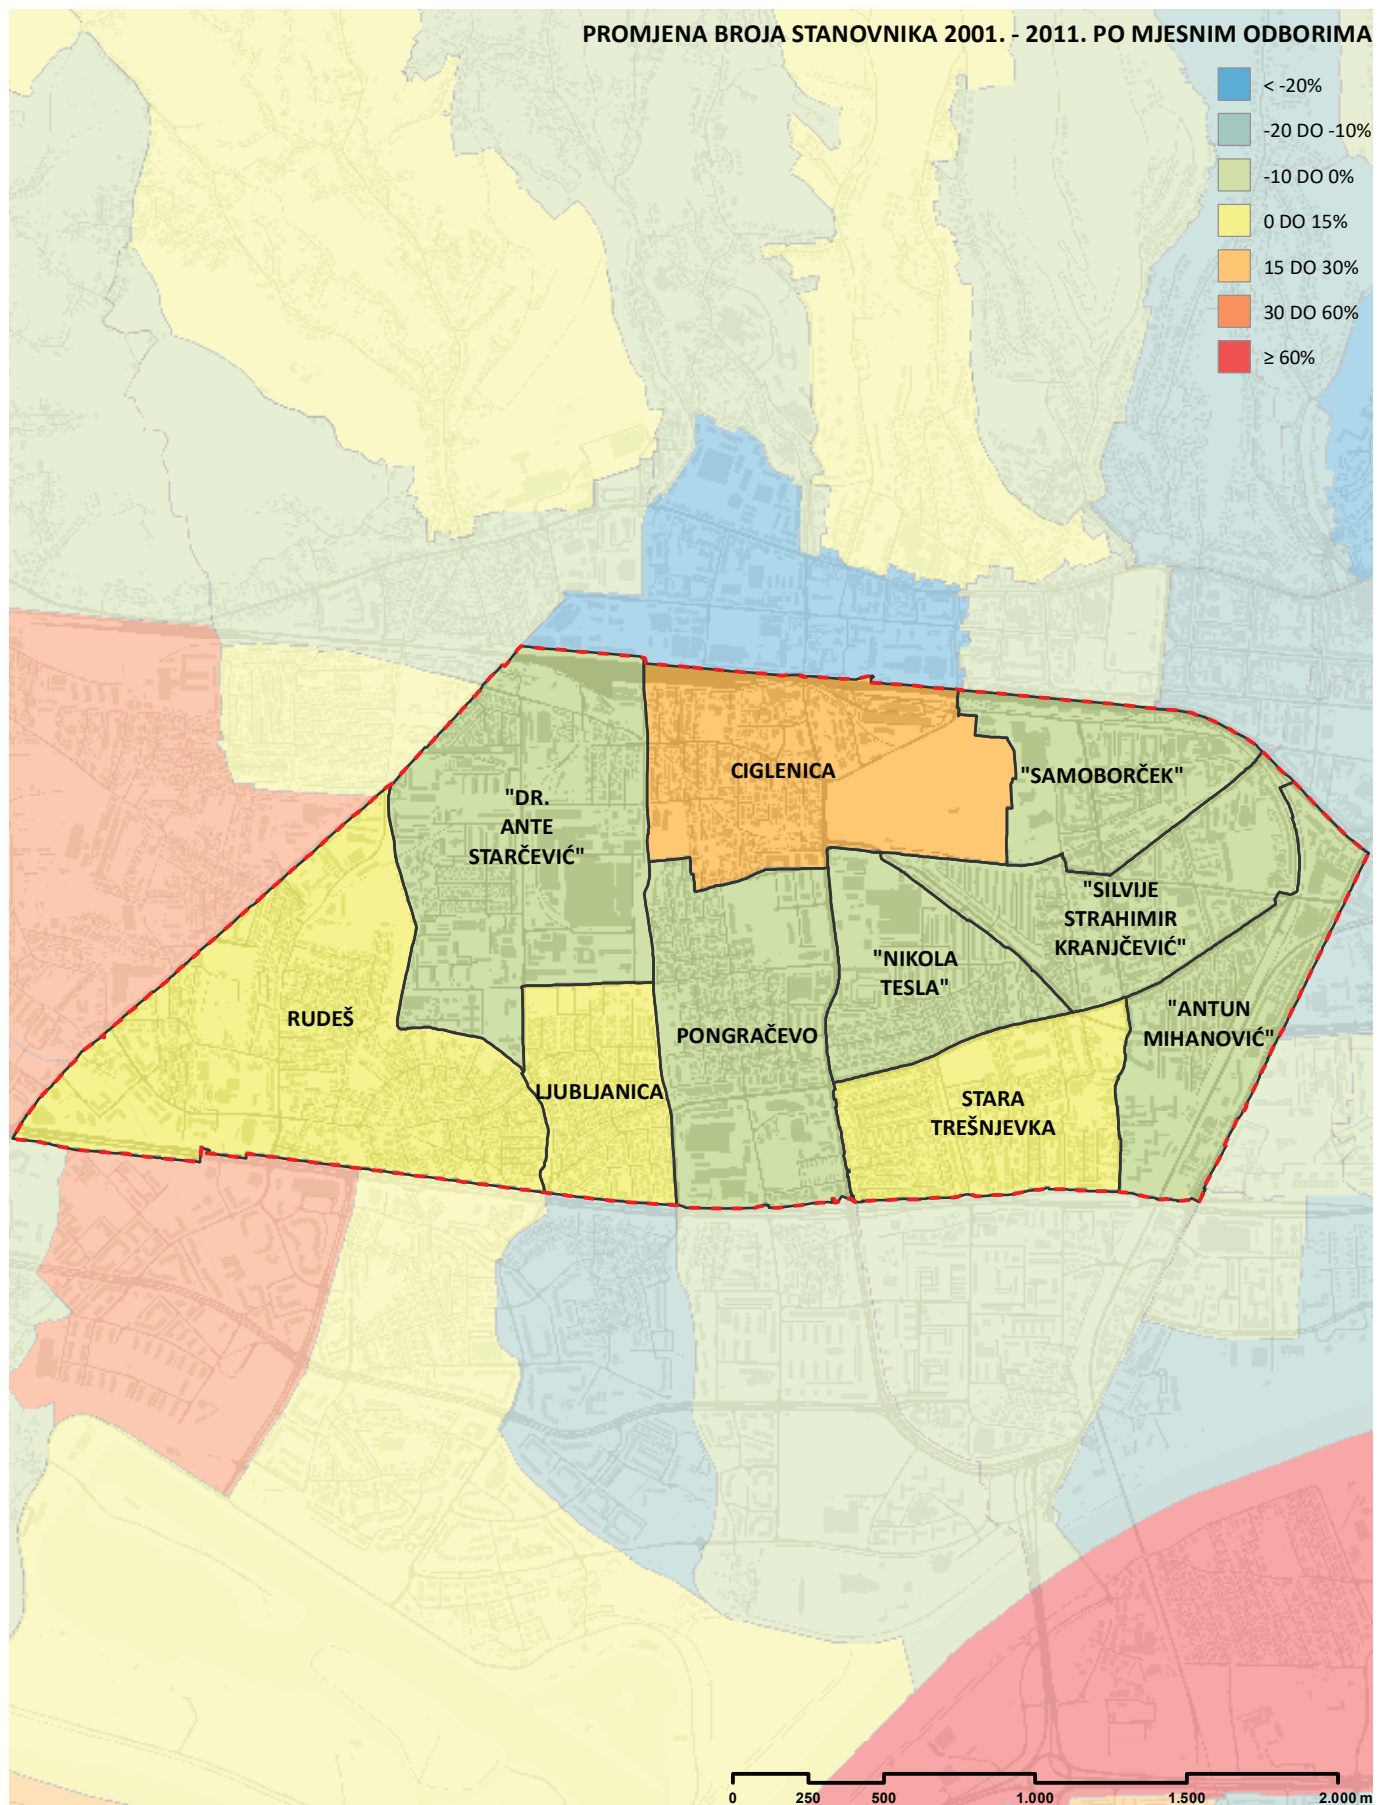 PROMJENA BROJA STANOVNIKA 2001. - 2011. PO MJESNIM ODBORIMA
< -20%
-20 DO -10%
-10 DO 0%
0 DO 15%
15 DO 30%
30 DO 60%
≥ 60%
CIGLENICA
"SAMOBORČEK"
"DR.
ANTE
STARČEVIĆ"
"SILVIJE
STRAHIMIR
KRANJČEVIĆ"
"NIKOLA
TESLA"
RUDEŠ
PONGRAČEVO
"ANTUN
MIHANOVIĆ"
LJUBLJANICA
STARA
TREŠNJEVKA
0 250 500 1.000 1.500 2.000 m